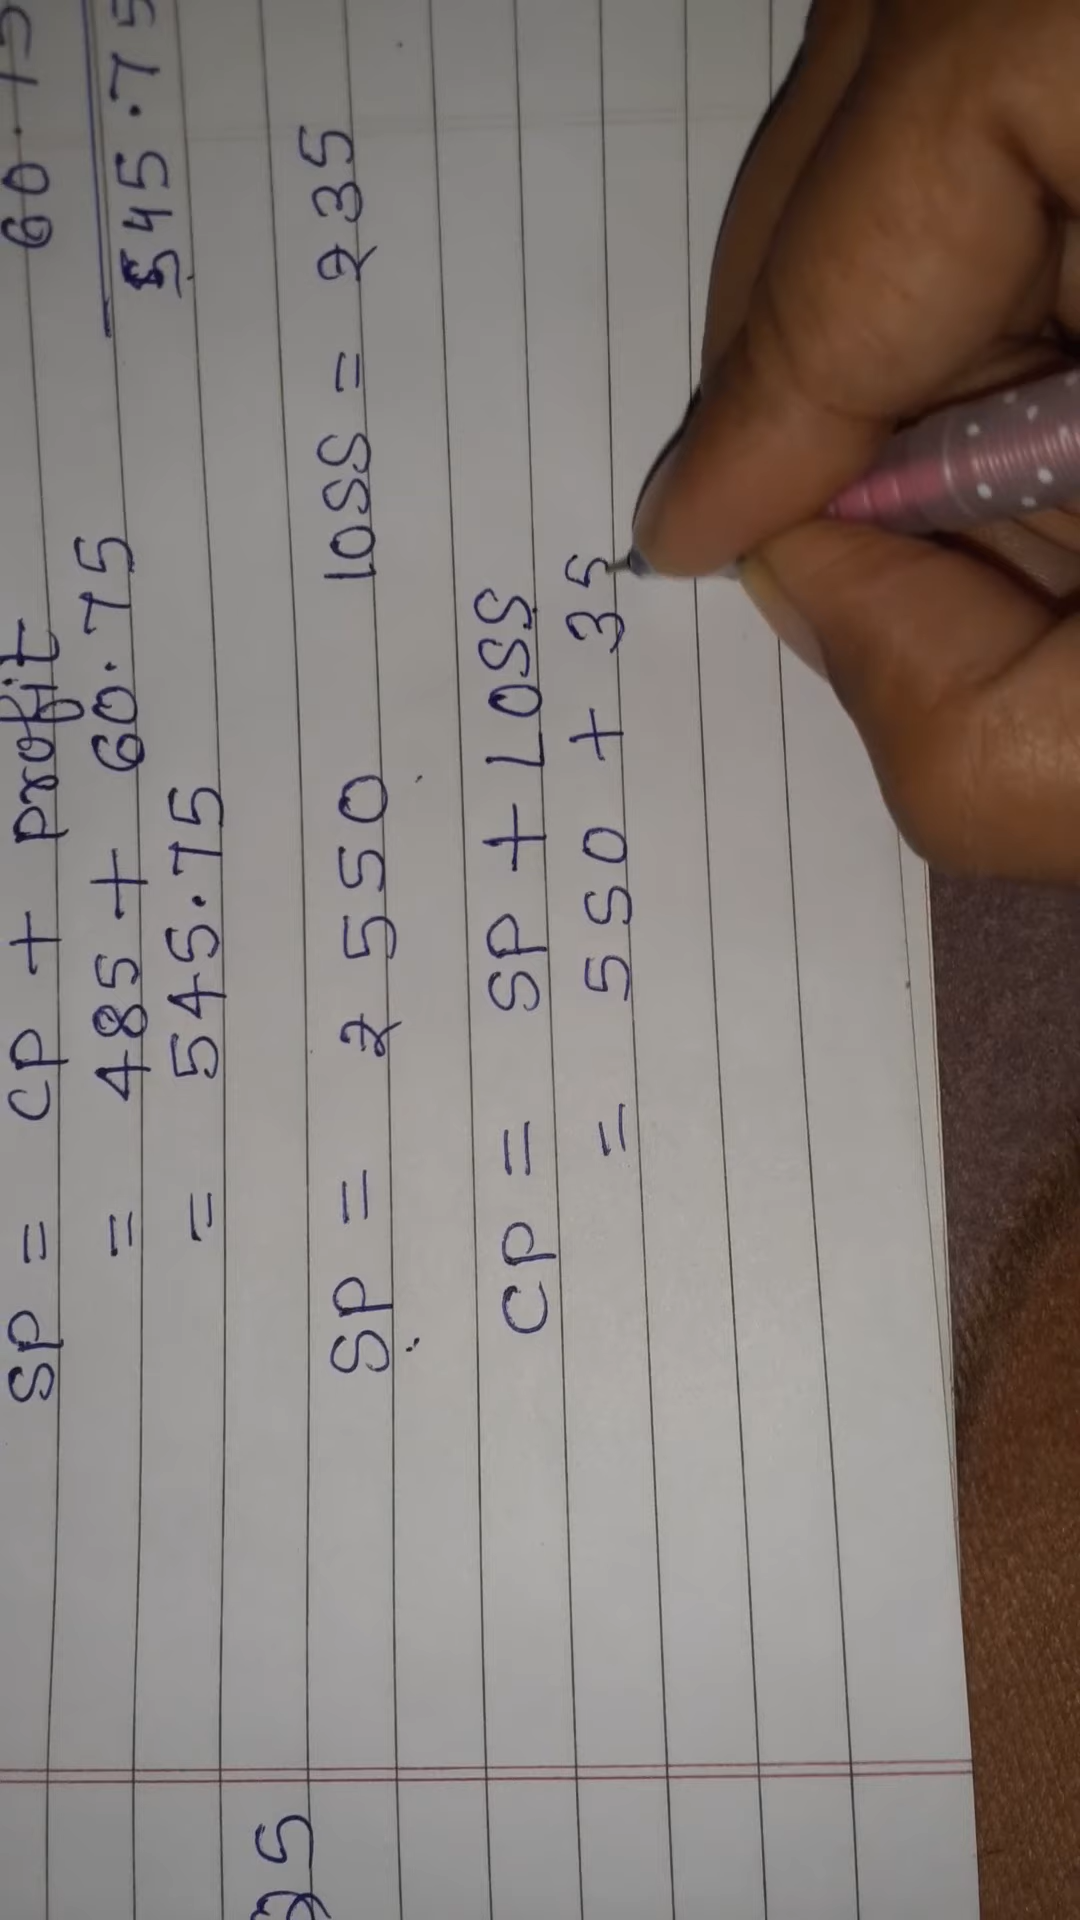 60.75
545.75
SP = CP + Profit
= 485 + 60.75
= 545.75
SP = ₹ 550 loss = ₹35
CP = SP + LOSS
= 550 + 35